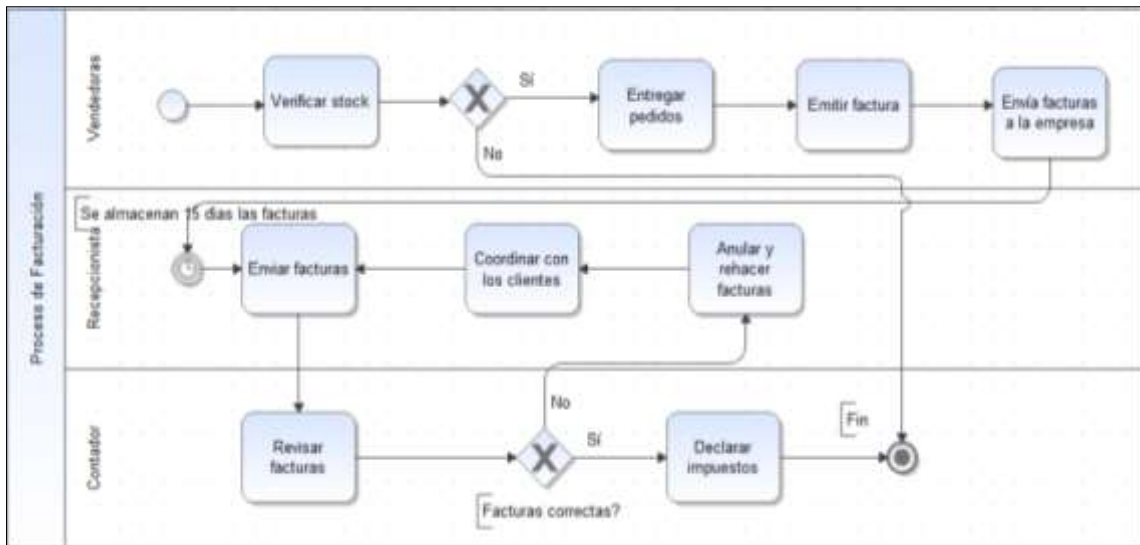 Proceso de Facturación
Vendedoras
Verificar stock
Sí
Entregar
pedidos
Emitir factura
Envía facturas
a la empresa
No
Recepcionista
Se almacenan 15 dias las facturas
Enviar facturas
Coordinar con
los clientes
Anular y
rehacer
facturas
Contador
Revisar
facturas
No
Sí
Facturas correctas?
Declarar
impuestos
Fin